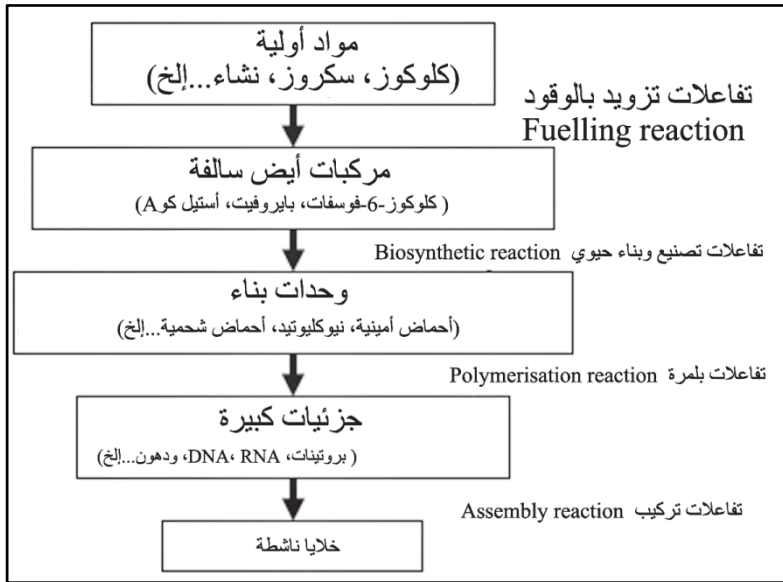 مواد أولية
(كلوكوز، سكروز، نشاء...إلخ)
تفاعلات تزويد بالوقود
Fuelling reaction
مركبات أيض سالفة
( كلوكوز-6-فوسفات، بايروفيت، أستيل كوA)
تفاعلات تصنيع وبناء حيوي Biosynthetic reaction
وحدات بناء
(أحماض أمينية، نيوكليوتيد، أحماض شحمية...إلخ)
تفاعلات بلمرة Polymerisation reaction
جزئيات كبيرة
( بروتينات، DNA، RNA، ودهون...إلخ)
تفاعلات تركيب Assembly reaction
خلايا ناشطة